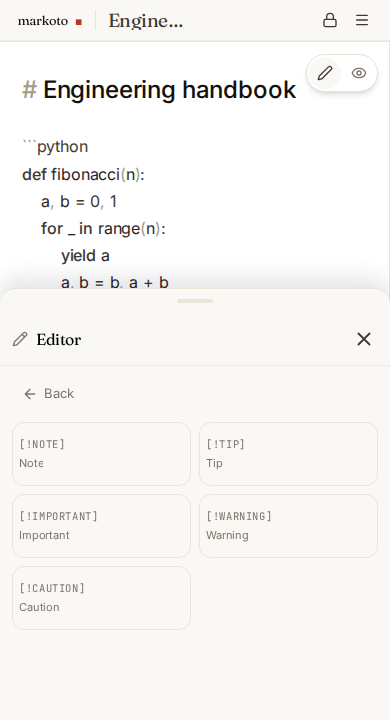 markoto
Engine...
# Engineering handbook
```python
def fibonacci(n):
a, b = 0, 1
for _ in range(n):
yield a
a, b = b, a + b
Editor
Back
[!NOTE]
Note
[!TIP]
Tip
[!IMPORTANT]
Important
[!WARNING]
Warning
[!CAUTION]
Caution